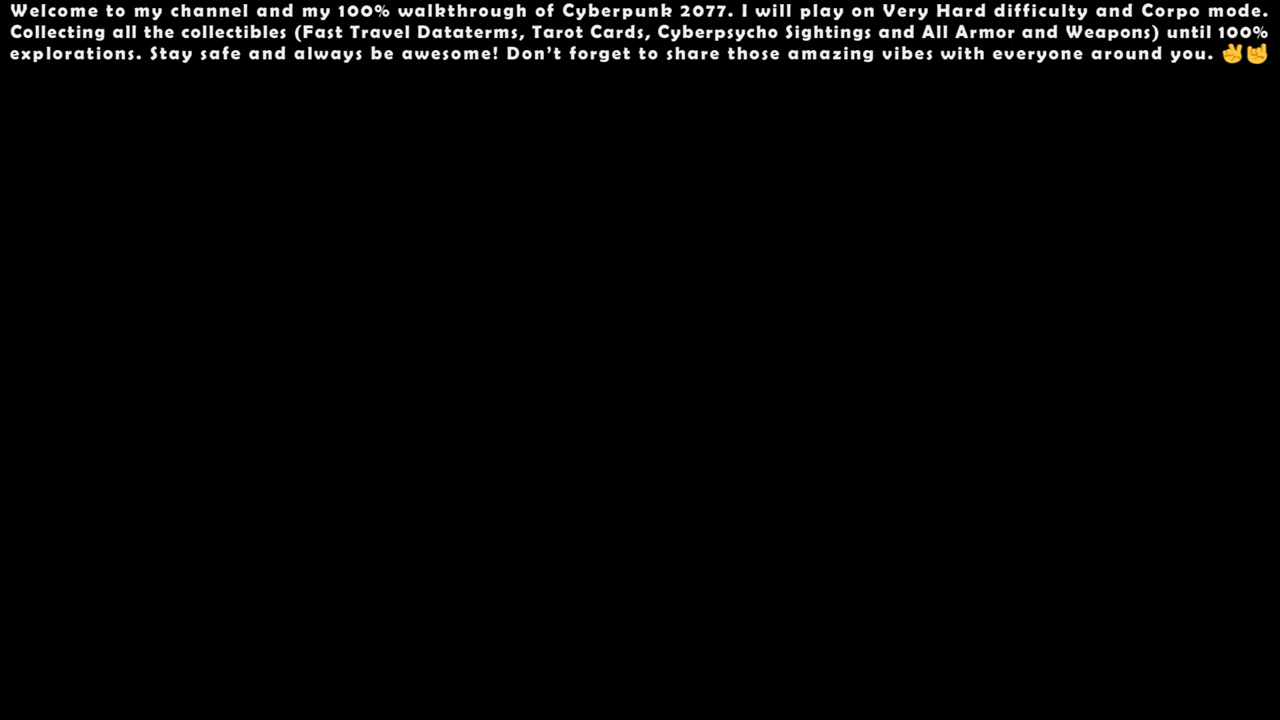 Welcome to my channel and my 100% walkthrough of Cyberpunk 2077. I will play on Very Hard difficulty and Corpo mode.
Collecting all the collectibles (Fast Travel Dataterms, Tarot Cards, Cyberpsycho Sightings and All Armor and Weapons) until 100%
explorations. Stay safe and always be awesome! Don’t forget to share those amazing vibes with everyone around you. ✌🤘